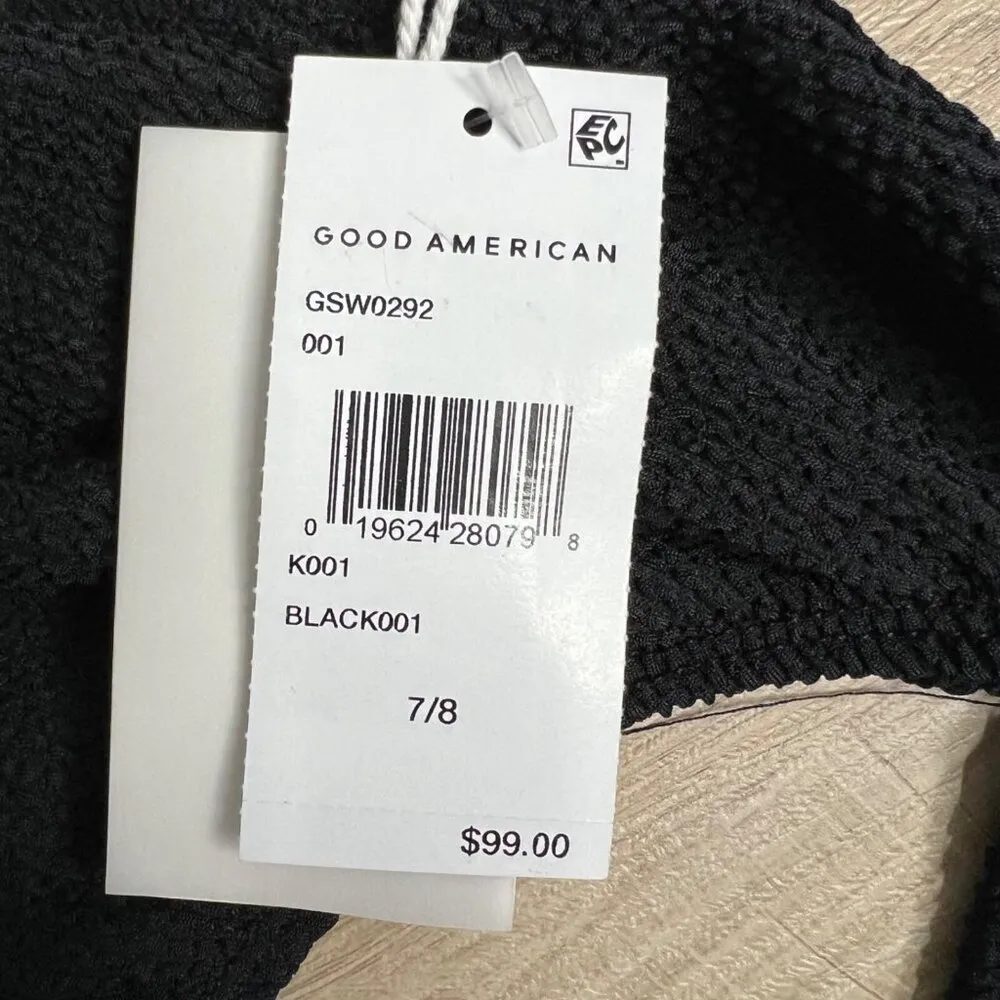 EPC
GOOD AMERICAN
GSW0292
001
0 19624 28079 8
K001
BLACK001
7/8
$99.00